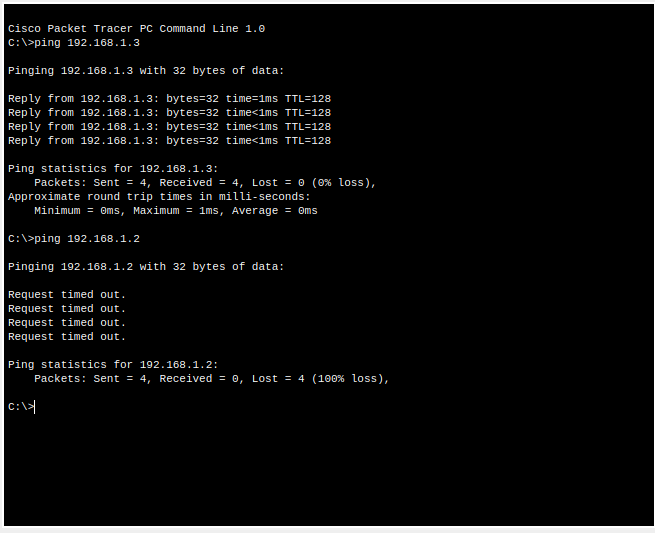 Cisco Packet Tracer PC Command Line 1.0
C:\>ping 192.168.1.3
Pinging 192.168.1.3 with 32 bytes of data:
Reply from 192.168.1.3: bytes=32 time=1ms TTL=128
Reply from 192.168.1.3: bytes=32 time<1ms TTL=128
Reply from 192.168.1.3: bytes=32 time<1ms TTL=128
Reply from 192.168.1.3: bytes=32 time<1ms TTL=128
Ping statistics for 192.168.1.3:
    Packets: Sent = 4, Received = 4, Lost = 0 (0% loss),
Approximate round trip times in milli-seconds:
    Minimum = 0ms, Maximum = 1ms, Average = 0ms
C:\>ping 192.168.1.2
Pinging 192.168.1.2 with 32 bytes of data:
Request timed out.
Request timed out.
Request timed out.
Request timed out.
Ping statistics for 192.168.1.2:
    Packets: Sent = 4, Received = 0, Lost = 4 (100% loss),
C:\>